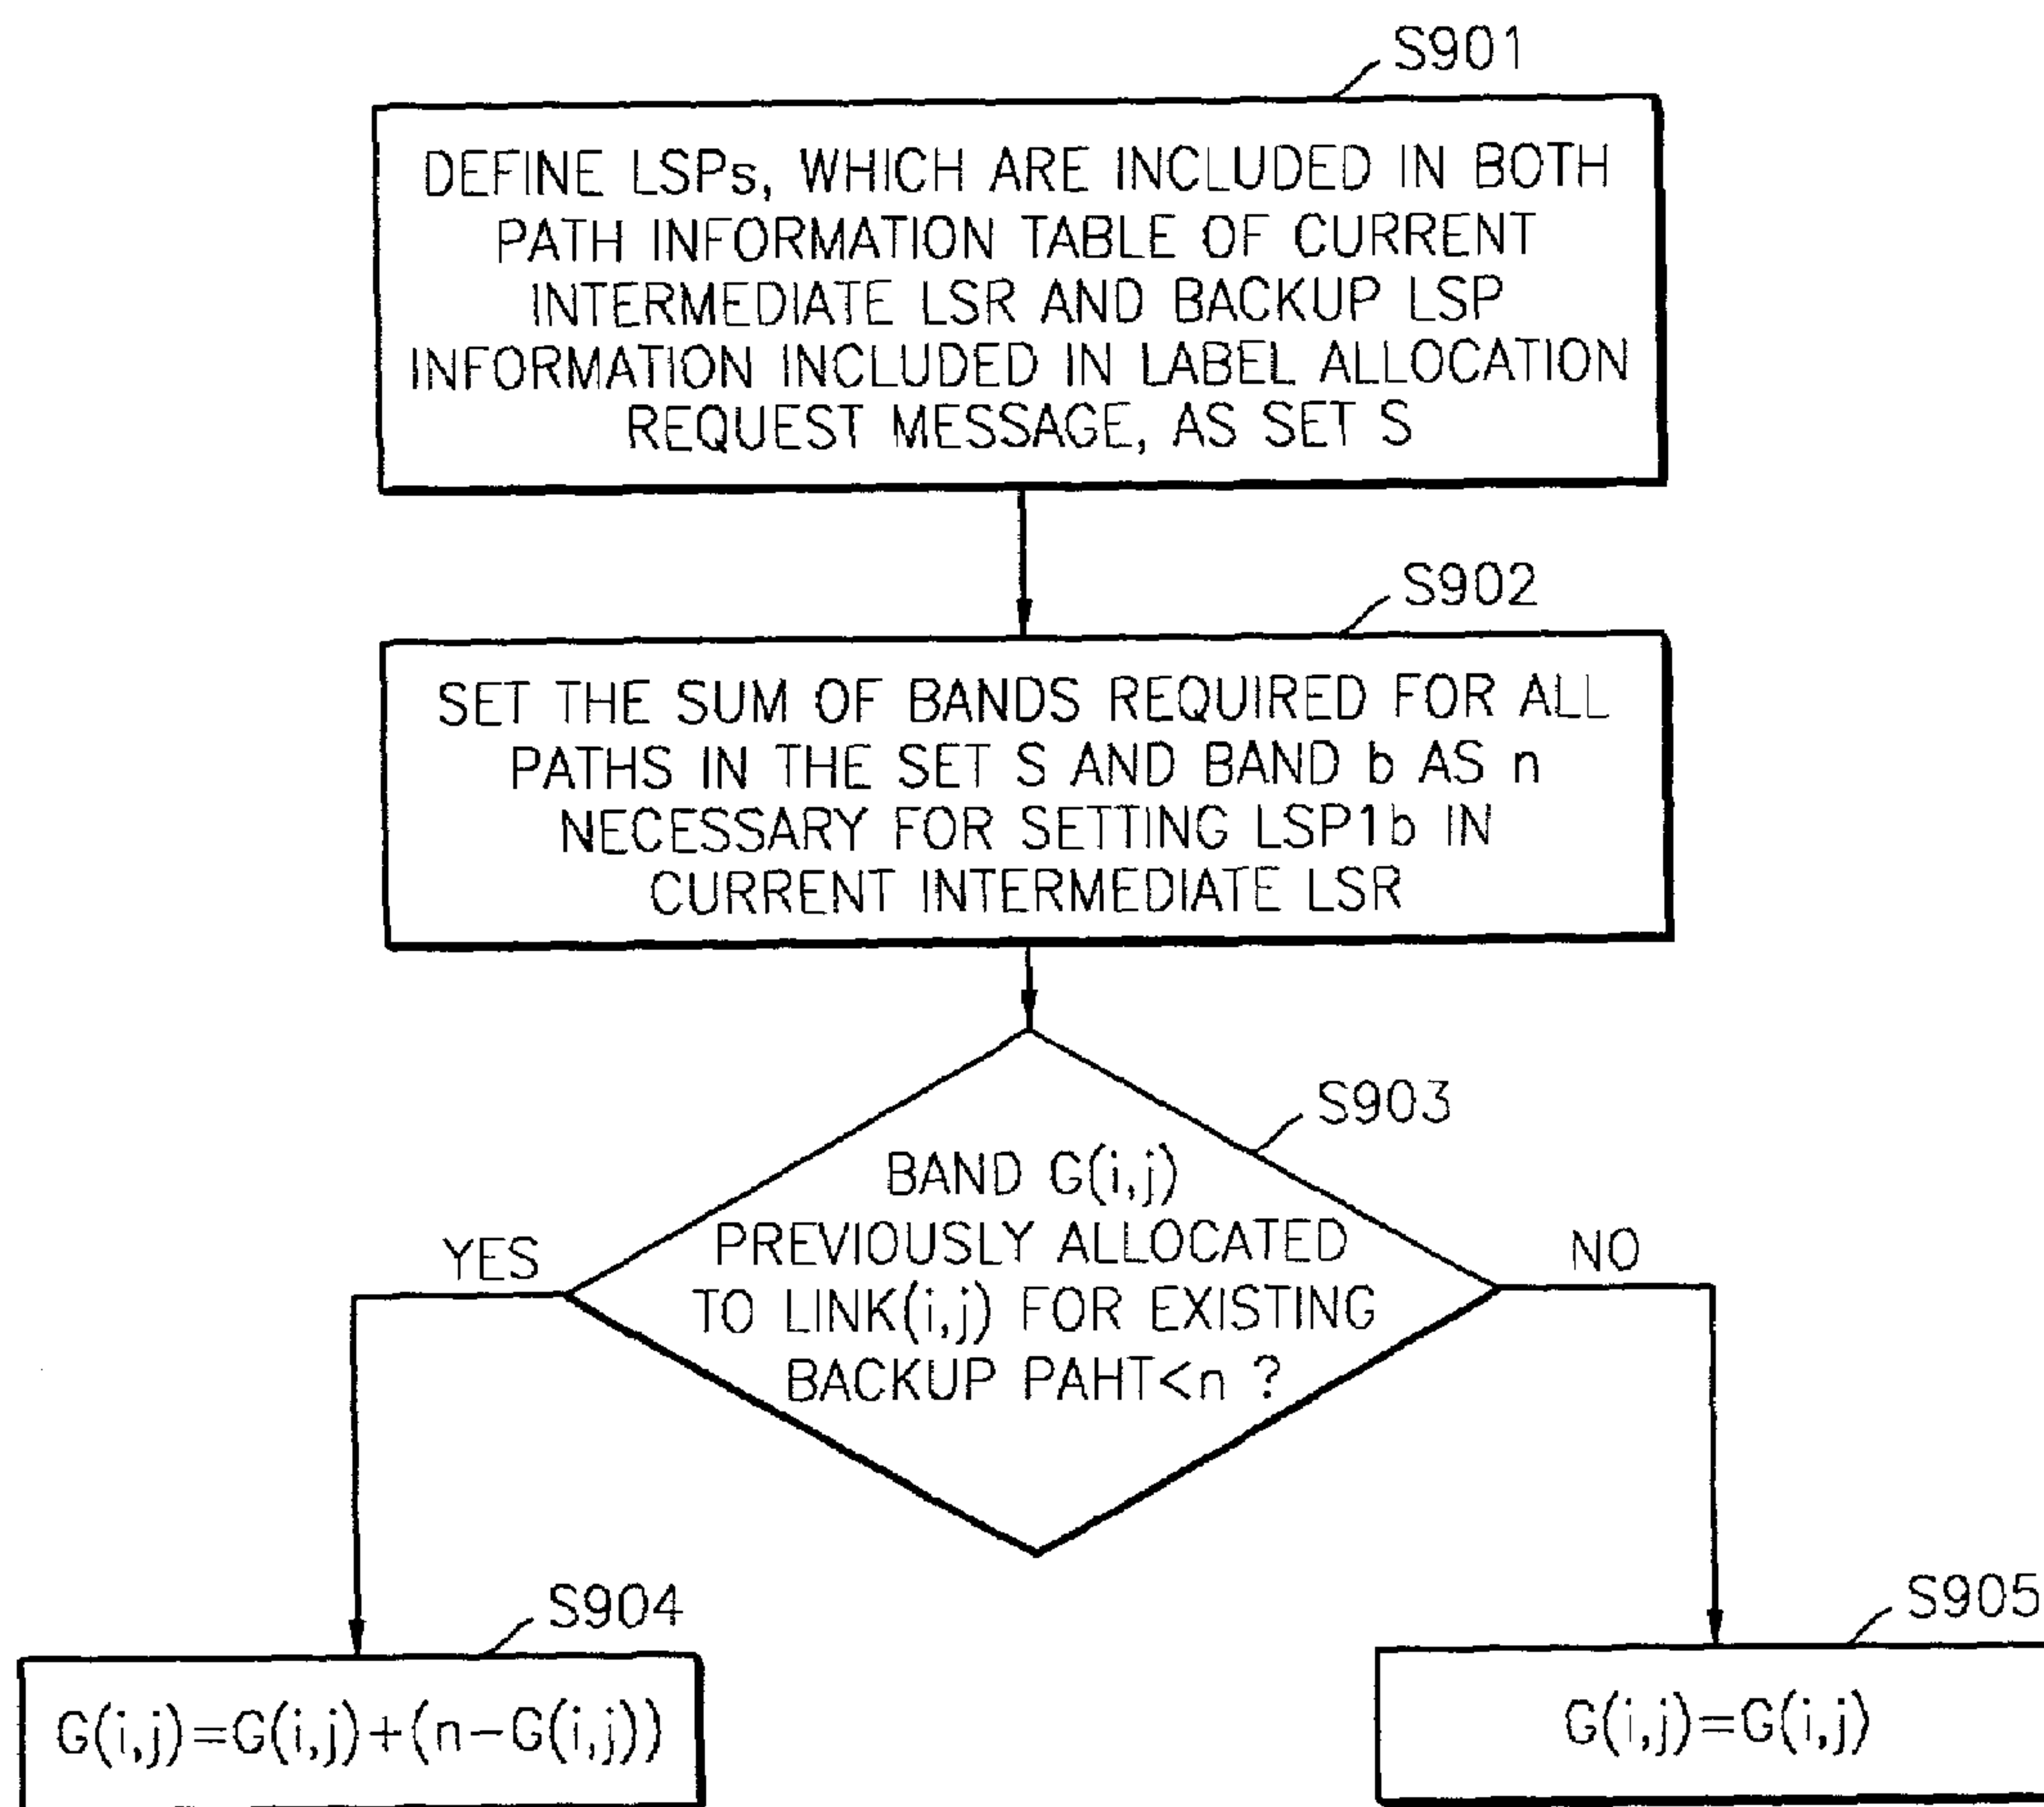 S901
DEFINE LSPs, WHICH ARE INCLUDED IN BOTH
PATH INFORMATION TABLE OF CURRENT
INTERMEDIATE LSR AND BACKUP LSP
INFORMATION INCLUDED IN LABEL ALLOCATION
REQUEST MESSAGE, AS SET S
S902
SET THE SUM OF BANDS REQUIRED FOR ALL
PATHS IN THE SET S AND BAND b AS n
NECESSARY FOR SETTING LSP1b IN
CURRENT INTERMEDIATE LSR
S903
BAND G(i,j)
PREVIOUSLY ALLOCATED
TO LINK(i,j) FOR EXISTING
BACKUP PAHT<n ?
YES
NO
S904
G(i,j)=G(i,j)+(n-G(i,j))
S905
G(i,j)=G(i,j)